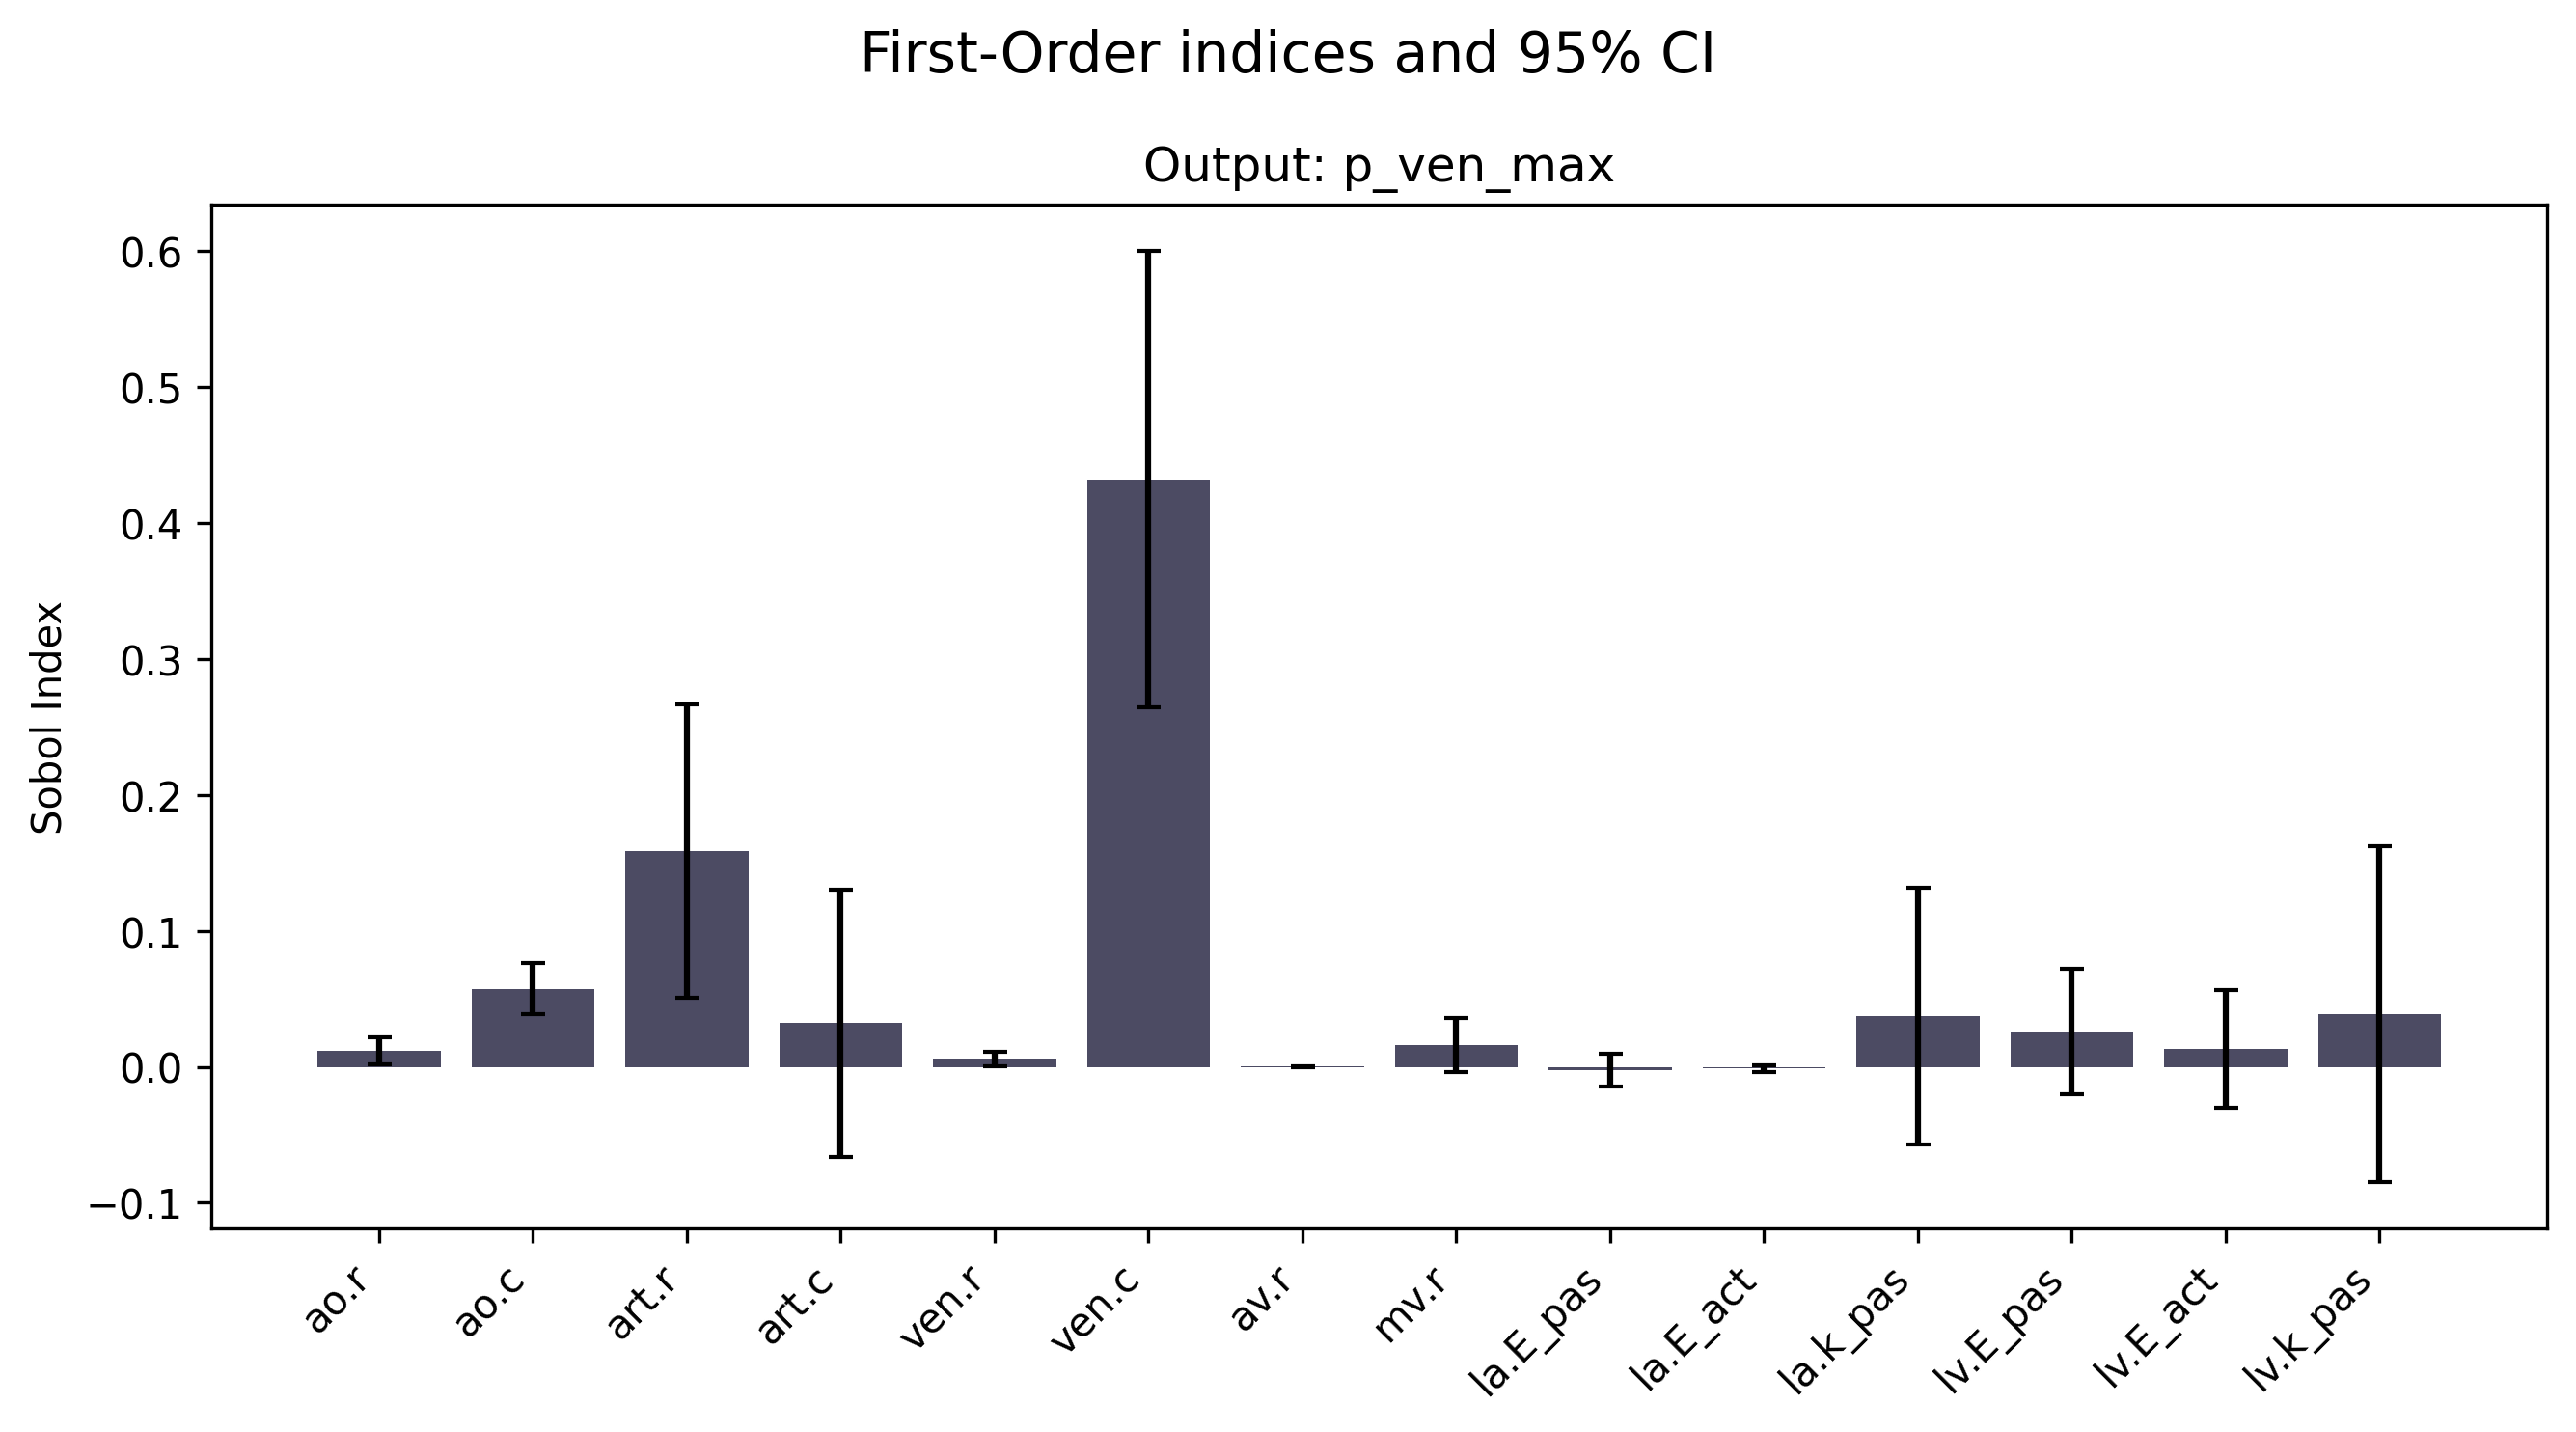 First-Order indices and 95% CI
Output: p_ven_max
Sobol Index
0.6
0.5
0.4
0.3
0.2
0.1
0.0
−0.1
ao.r
ao.c
art.r
art.c
ven.r
ven.c
av.r
mv.r
la.E_pas
la.E_act
la.k_pas
lv.E_pas
lv.E_act
lv.k_pas